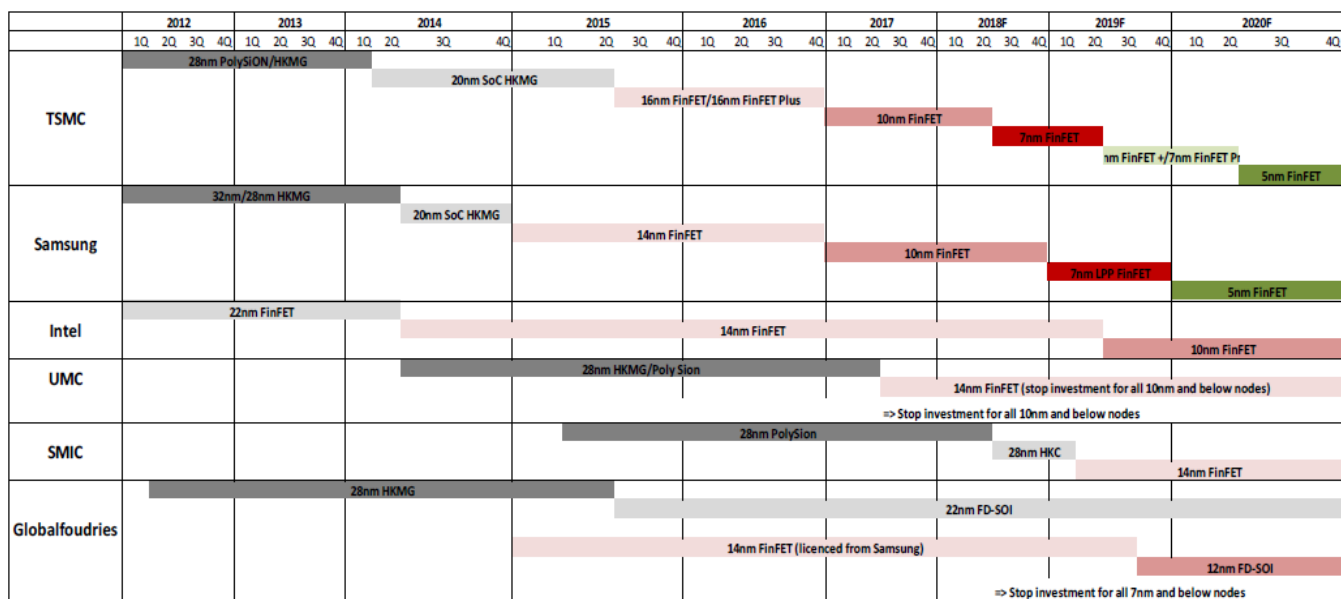 2012 2013 2014 2015 2016 2017 2018F 2019F 2020F
1Q 2Q 3Q 4Q 1Q 2Q 3Q 4Q 1Q 2Q 3Q 4Q 1Q 2Q 4Q 1Q 2Q 3Q 4Q 1Q 2Q 3Q 4Q 1Q 2Q 3Q 4Q 1Q 2Q 3Q 4Q 1Q 2Q 3Q 4Q
TSMC
28nm PolySiON/HKMG
20nm SoC HKMG
16nm FinFET/16nm FinFET Plus
10nm FinFET
7nm FinFET
nm FinFET +/7nm FinFET Pr
5nm FinFET
Samsung
32nm/28nm HKMG
20nm SoC HKMG
14nm FinFET
10nm FinFET
7nm LPP FinFET
5nm FinFET
Intel
22nm FinFET
14nm FinFET
10nm FinFET
UMC
28nm HKMG/Poly Sion
14nm FinFET (stop investment for all 10nm and below nodes)
=> Stop investment for all 10nm and below nodes
SMIC
28nm PolySion
28nm HKC
14nm FinFET
Globalfoudries
28nm HKMG
22nm FD-SOI
14nm FinFET (licenced from Samsung)
12nm FD-SOI
=> Stop investment for all 7nm and below nodes